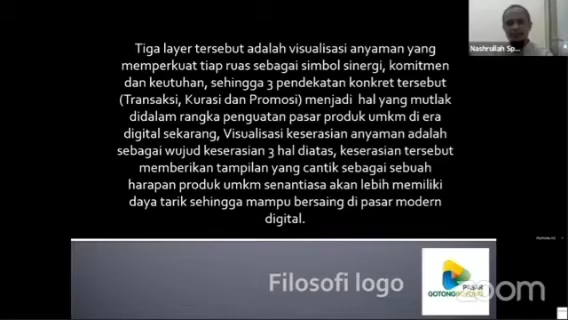 Tiga layer tersebut adalah visualisasi anyaman yang
memperkuat tiap ruas sebagai simbol sinergi, komitmen
dan keutuhan, sehingga 3 pendekatan konkret tersebut
(Transaksi, Kurasi dan Promosi) menjadi hal yang mutlak
didalam rangka penguatan pasar produk umkm di era
digital sekarang, Visualisasi keserasian anyaman adalah
sebagai wujud keserasian 3 hal diatas, keserasian tersebut
memberikan tampilan yang cantik sebagai sebuah
harapan produk umkm senantiasa akan lebih memiliki
daya tarik sehingga mampu bersaing di pasar modern
digital.
Nashrullah Sp...
Filosofi logo
PASAR
zoom